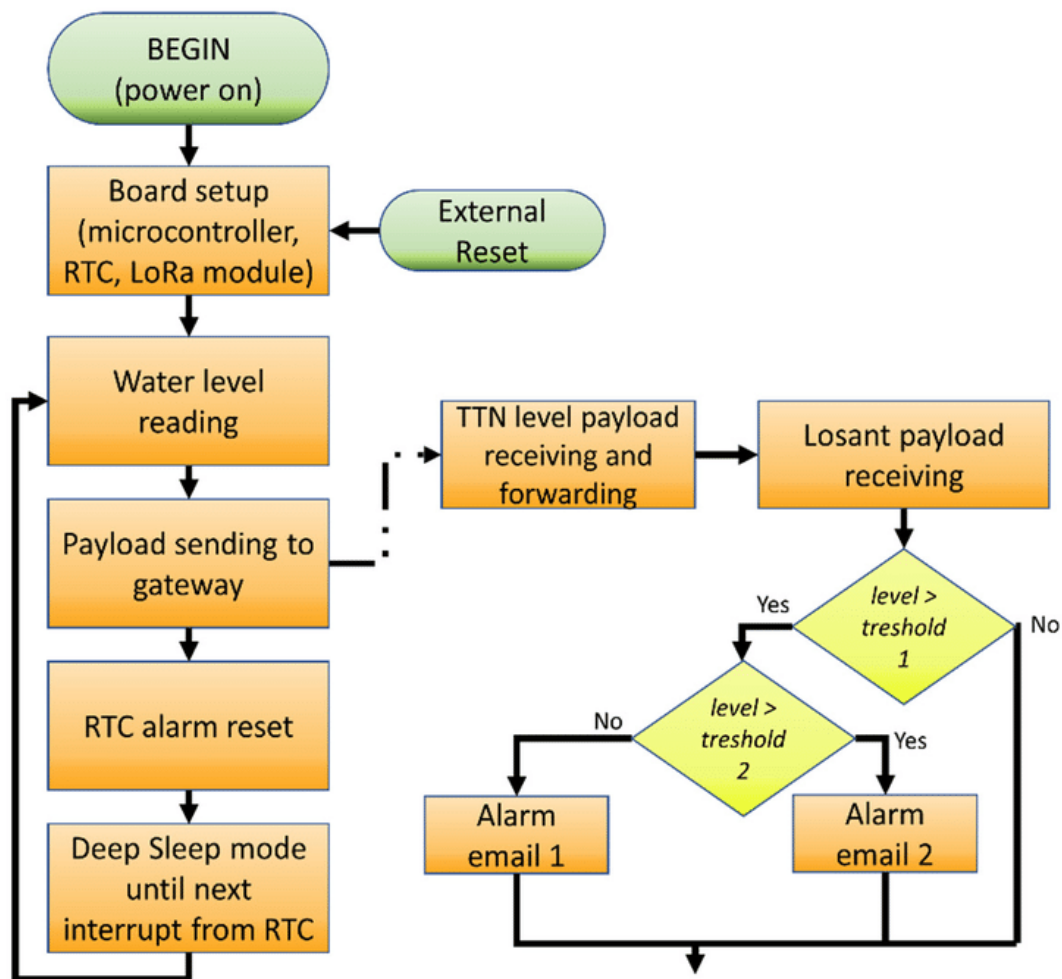 BEGIN
(power on)
Board setup
(microcontroller,
RTC, LoRa module)
External
Reset
Water level
reading
Payload sending to
gateway
RTC alarm reset
Deep Sleep mode
until next
interrupt from RTC
TTN level payload
receiving and
forwarding
Losant payload
receiving
level >
treshold
1
Yes
No
level >
treshold
2
No
Yes
Alarm
email 1
Alarm
email 2